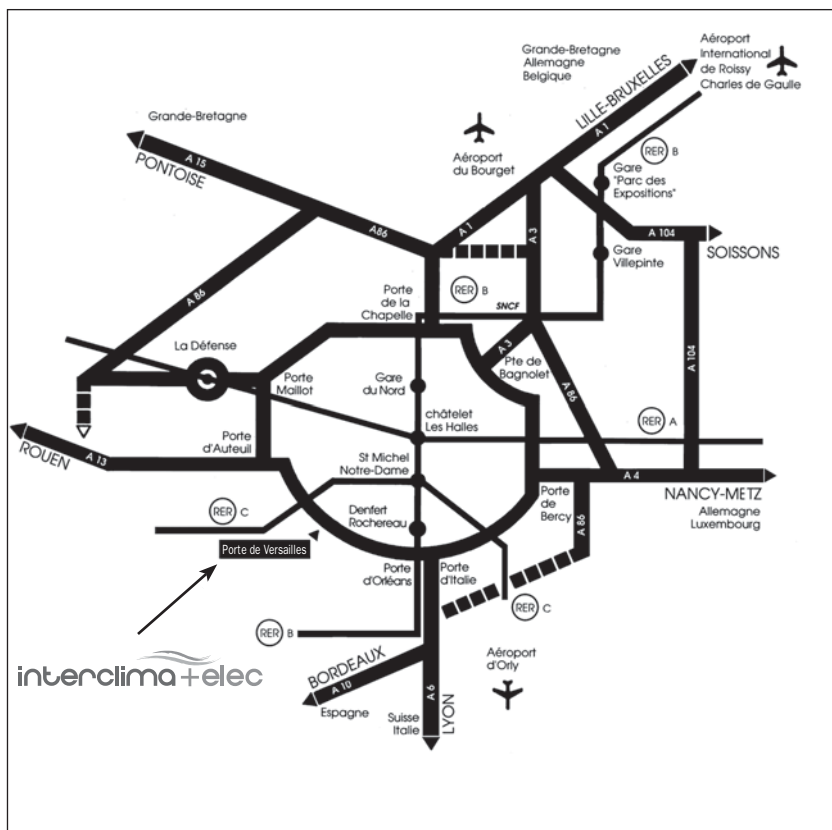 Aéroport
International
de Roissy
Charles de Gaulle
Grande-Bretagne
Allemagne
Belgique
LILLE-BRUXELLES
A 1
Grande-Bretagne
A 15
PONTOISE
Aéroport
du Bourget
RER B
Gare
"Parc des
Expositions"
A86
A 1
A 3
A 104
SOISSONS
Gare
Villepinte
A 86
Porte
de la
Chapelle
RER B
SNCF
La Défense
A 3
Pte de
Bagnolet
A 104
Porte
Maillot
Gare
du Nord
A 86
châtelet
Les Halles
RER A
Porte
d'Auteuil
ROUEN
A 13
St Michel
Notre-Dame
A 4
NANCY-METZ
Allemagne
Luxembourg
Porte
de
Bercy
A 86
RER C
Denfert
Rochereau
Porte de Versailles
Porte
d'Orléans
Porte
d'Italie
RER C
RER B
interclima+elec
BORDEAUX
A 10
Espagne
Aéroport
d'Orly
A 6
LYON
Suisse
Italie